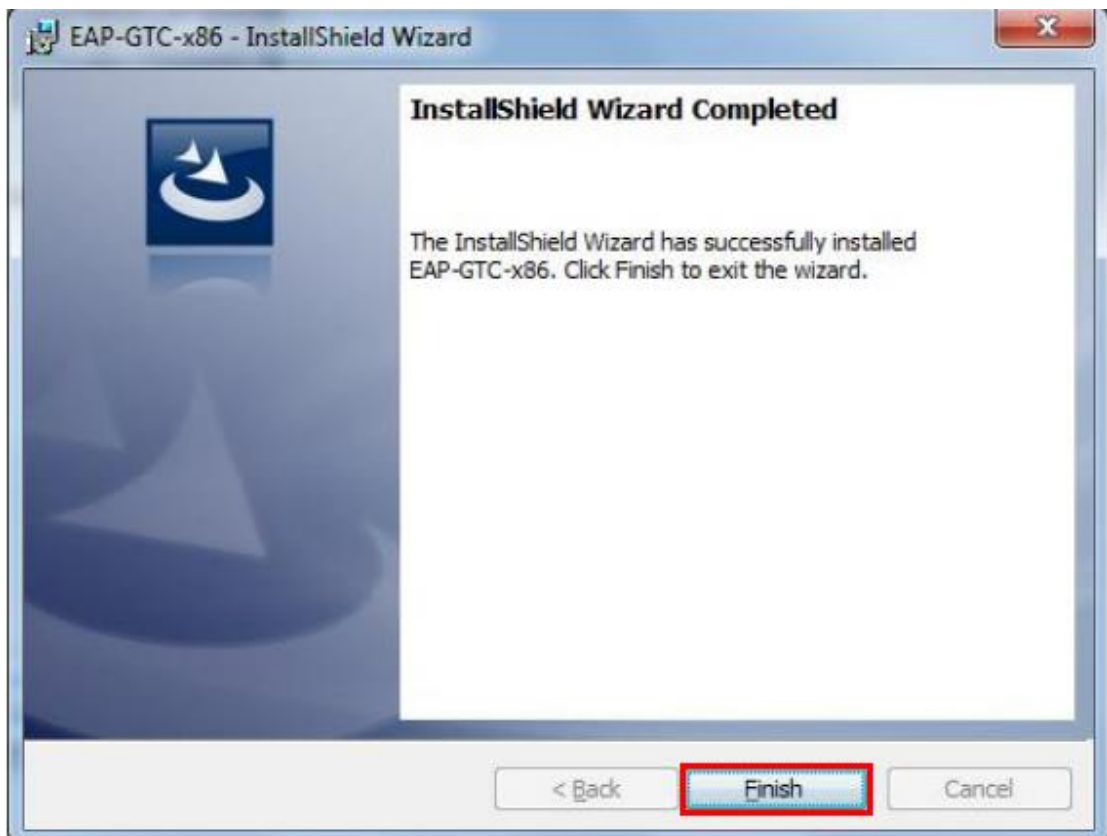 EAP-GTC-x86 - InstallShield Wizard
InstallShield Wizard Completed
The InstallShield Wizard has successfully installed
EAP-GTC-x86. Click Finish to exit the wizard.
< Back Finish Cancel